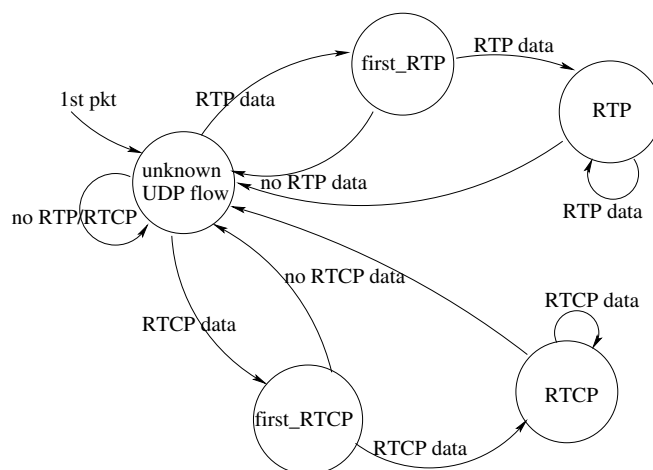 first_RTP
RTP data
1st pkt
RTP data
RTP
unknown
UDP flow
no RTP data
no RTP/RTCP
RTP data
no RTCP data
RTCP data
RTCP data
RTCP
first_RTCP
RTCP data